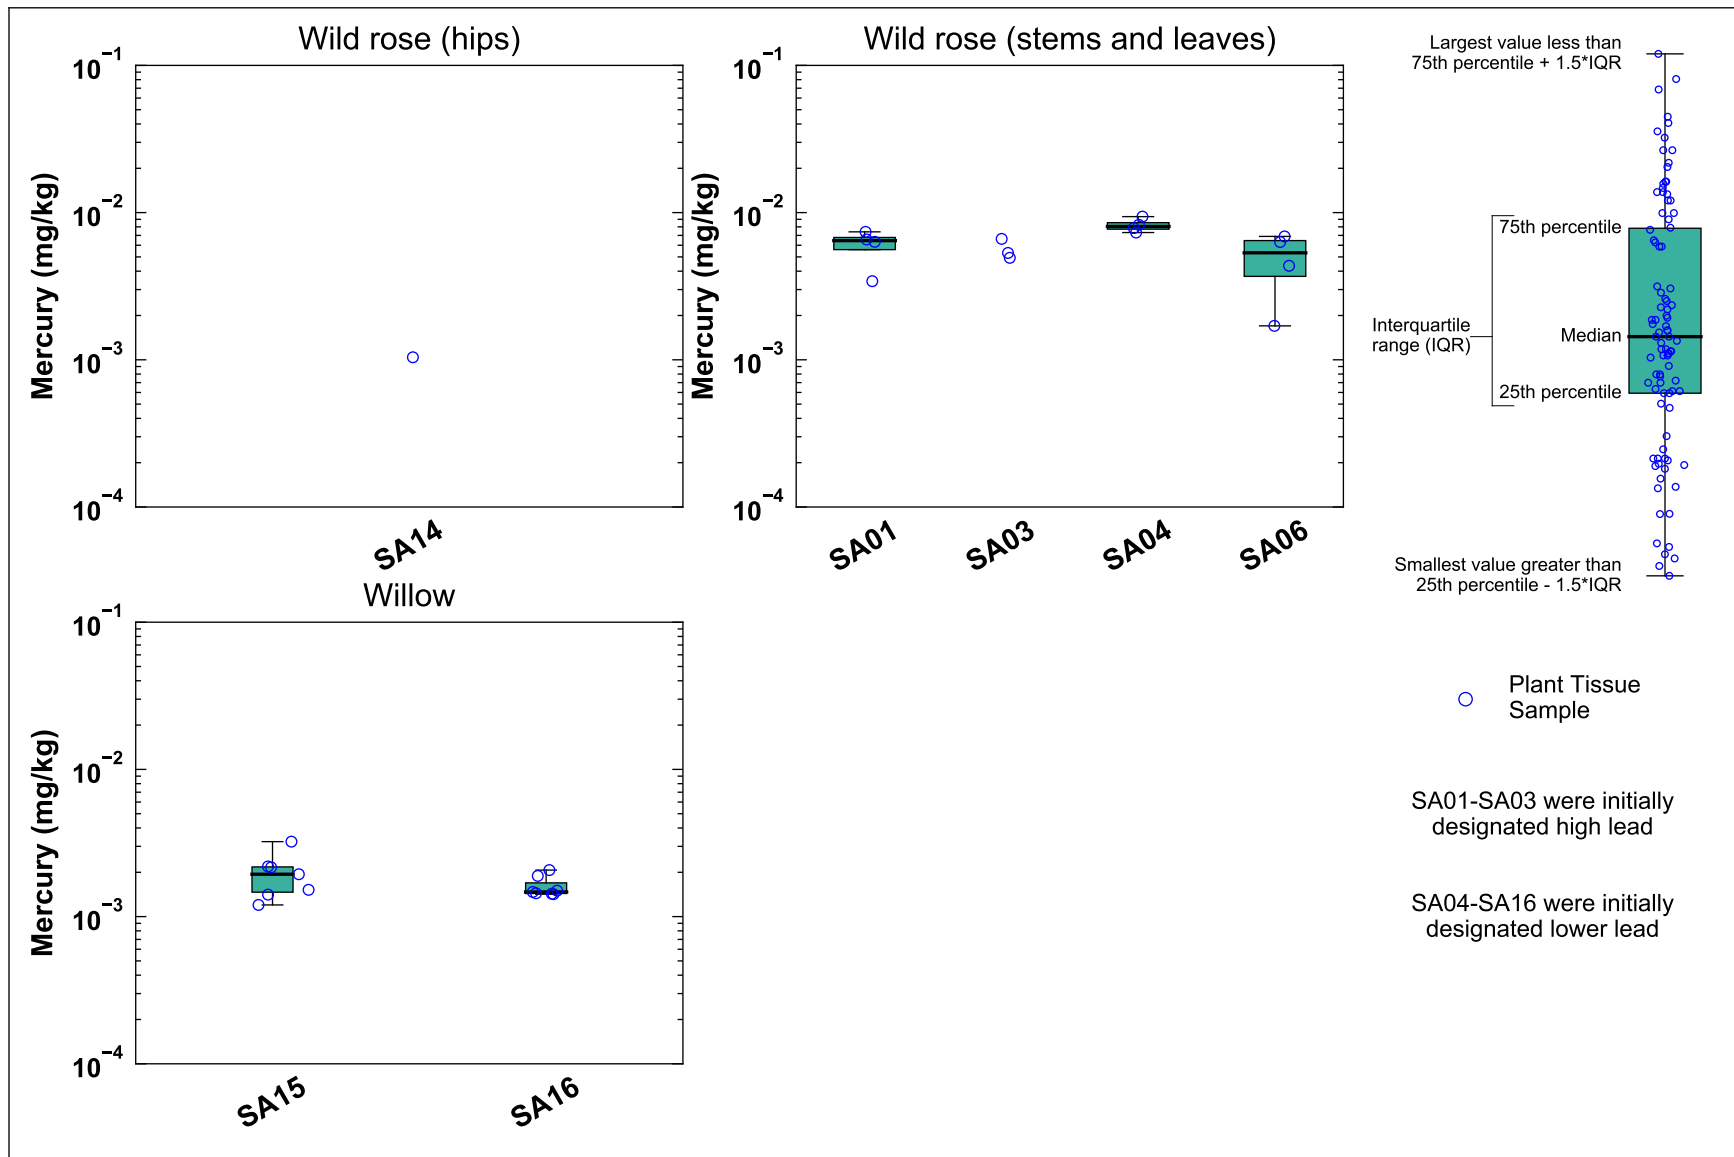 Wild rose (hips)
Mercury (mg/kg)
10−1
10−2
10−3
10−4
SA14
Wild rose (stems and leaves)
Mercury (mg/kg)
10−1
10−2
10−3
10−4
SA01
SA03
SA04
SA06
Willow
Mercury (mg/kg)
10−1
10−2
10−3
10−4
SA15
SA16
Largest value less than
75th percentile + 1.5*IQR
75th percentile
Interquartile
range (IQR)
Median
25th percentile
Smallest value greater than
25th percentile - 1.5*IQR
Plant Tissue
Sample
SA01-SA03 were initially
designated high lead
SA04-SA16 were initially
designated lower lead